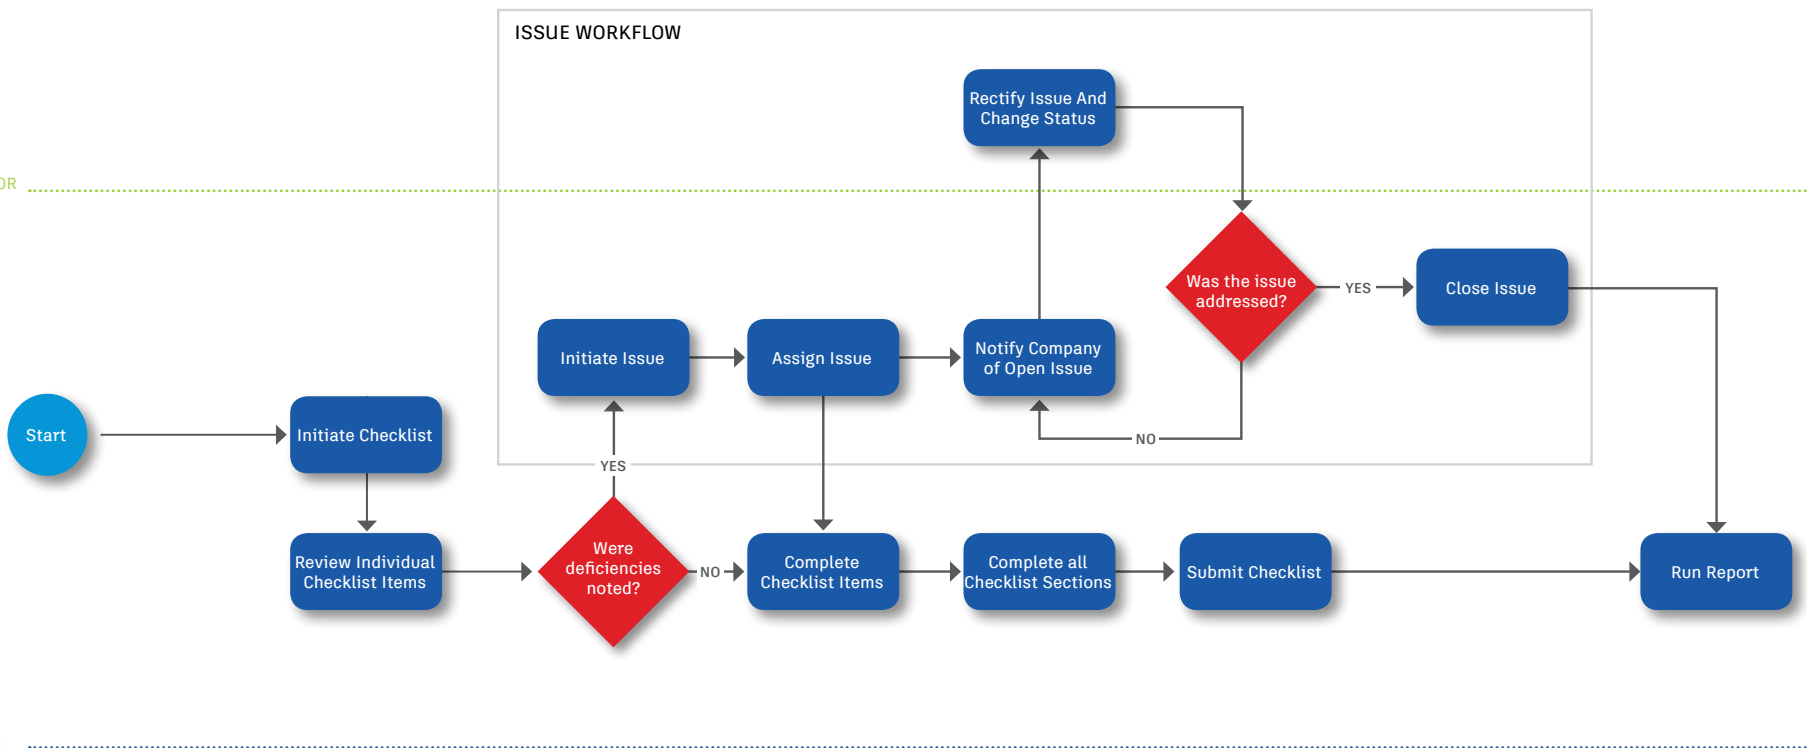 ISSUE WORKFLOW
Rectify Issue And
Change Status
OR
Was the issue
addressed?
YES
Close Issue
Initiate Issue
Assign Issue
Notify Company
of Open Issue
Start
Initiate Checklist
NO
YES
Review Individual
Checklist Items
Were
deficiencies
noted?
NO
Complete
Checklist Items
Complete all
Checklist Sections
Submit Checklist
Run Report